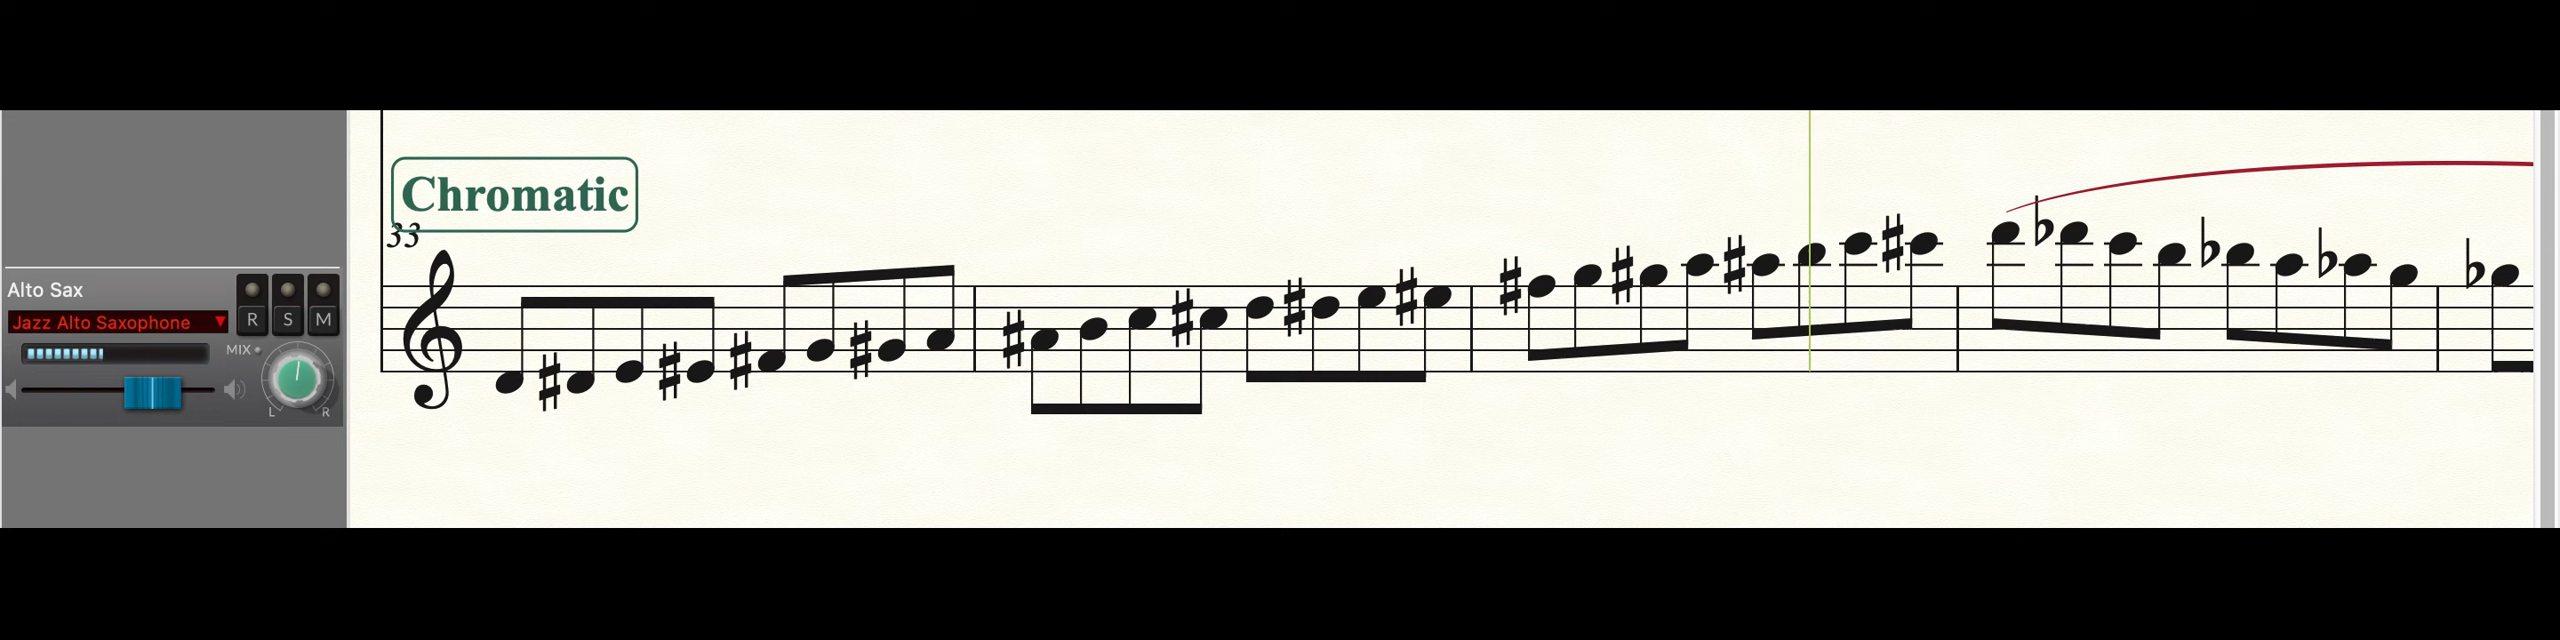 Chromatic
33
Alto Sax
Jazz Alto Saxophone
R S M
MIX
L R